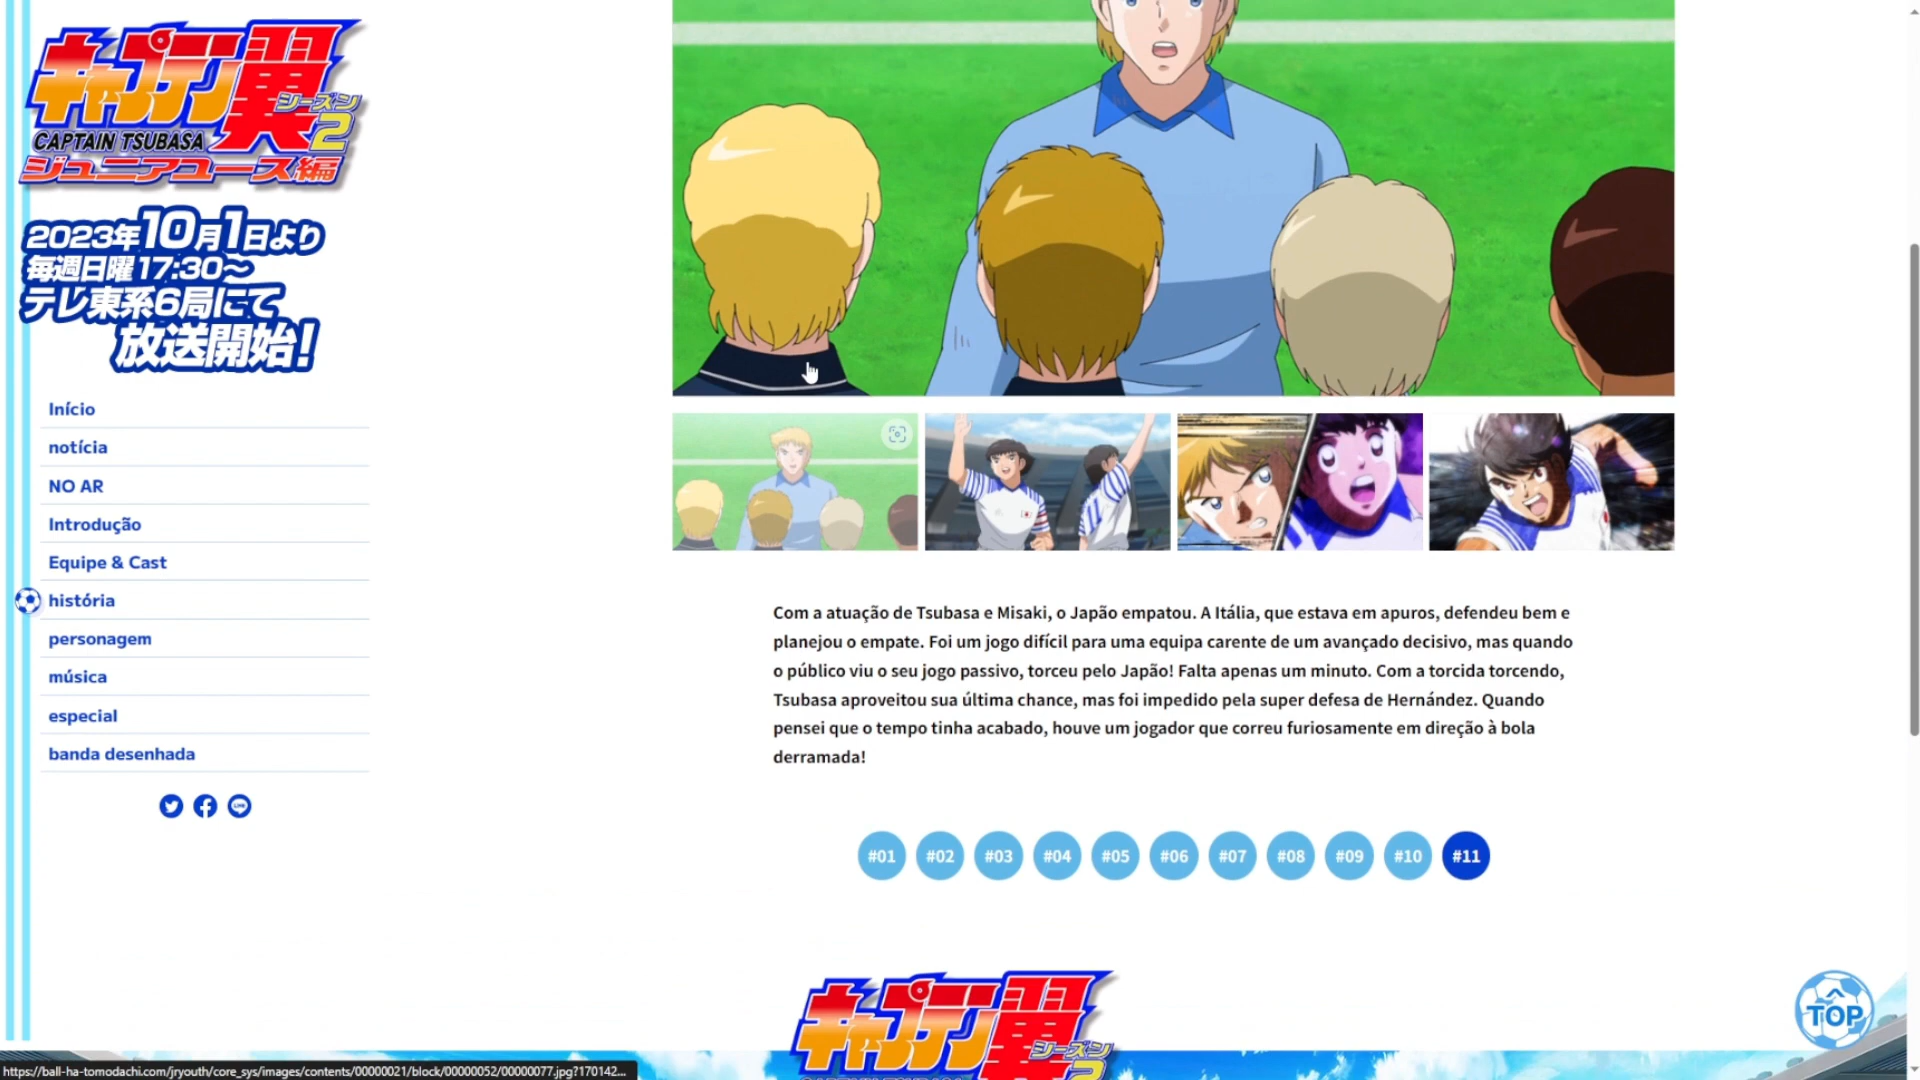 キャプテン翼
シーズン2
CAPTAIN TSUBASA
ジュニアユース編
2023年10月1日より
毎週日曜17:30～
テレ東系6局にて
放送開始！
Início
notícia
NO AR
Introdução
Equipe & Cast
história
personagem
música
especial
banda desenhada
Com a atuação de Tsubasa e Misaki, o Japão empatou. A Itália, que estava em apuros, defendeu bem e
planejou o empate. Foi um jogo difícil para uma equipa carente de um avançado decisivo, mas quando
o público viu o seu jogo passivo, torceu pelo Japão! Falta apenas um minuto. Com a torcida torcendo,
Tsubasa aproveitou sua última chance, mas foi impedido pela super defesa de Hernández. Quando
pensei que o tempo tinha acabado, houve um jogador que correu furiosamente em direção à bola
derramada!
#01 #02 #03 #04 #05 #06 #07 #08 #09 #10 #11
キャプテン翼
シーズン2
CAPTAIN TSUBASA
TOP
https://ball-ha-tomodachi.com/jryouth/core_sys/images/contents/00000021/block/00000052/00000077.jpg?170142...